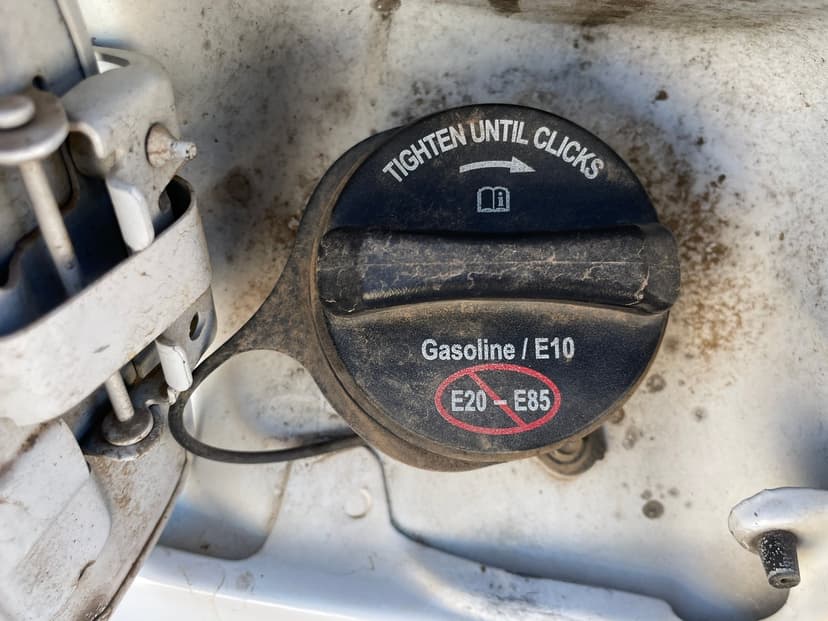 TIGHTEN UNTIL CLICKS
Gasoline / E10
E20 – E85